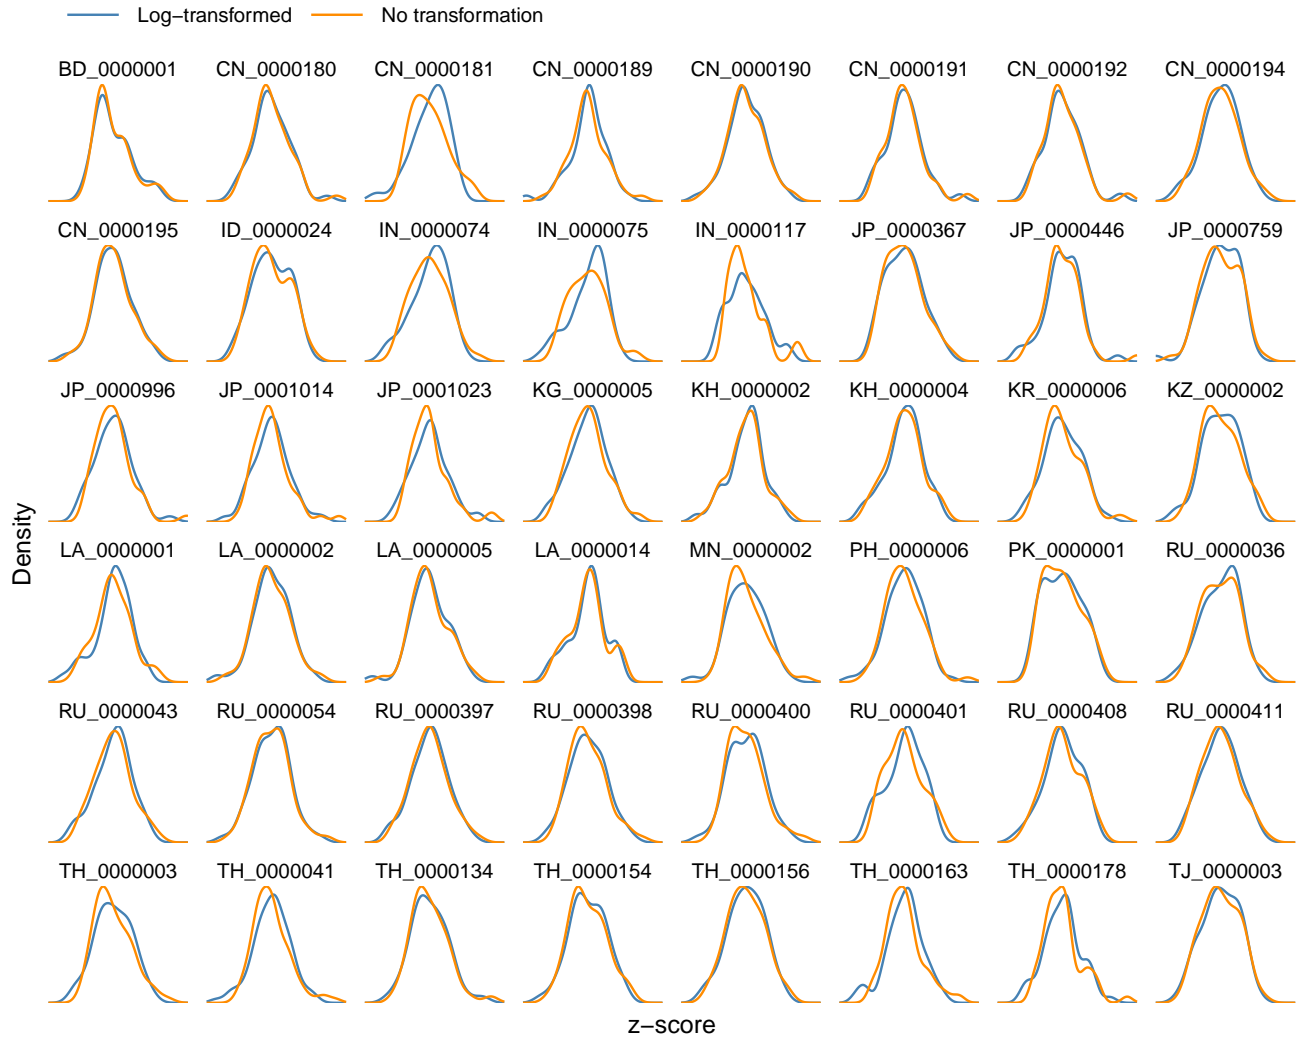 Log−transformed No transformation
BD_0000001 CN_0000180 CN_0000181 CN_0000189 CN_0000190 CN_0000191 CN_0000192 CN_0000194
CN_0000195 ID_0000024 IN_0000074 IN_0000075 IN_0000117 JP_0000367 JP_0000446 JP_0000759
JP_0000996 JP_0001014 JP_0001023 KG_0000005 KH_0000002 KH_0000004 KR_0000006 KZ_0000002
Density
LA_0000001 LA_0000002 LA_0000005 LA_0000014 MN_0000002 PH_0000006 PK_0000001 RU_0000036
RU_0000043 RU_0000054 RU_0000397 RU_0000398 RU_0000400 RU_0000401 RU_0000408 RU_0000411
TH_0000003 TH_0000041 TH_0000134 TH_0000154 TH_0000156 TH_0000163 TH_0000178 TJ_0000003
z−score